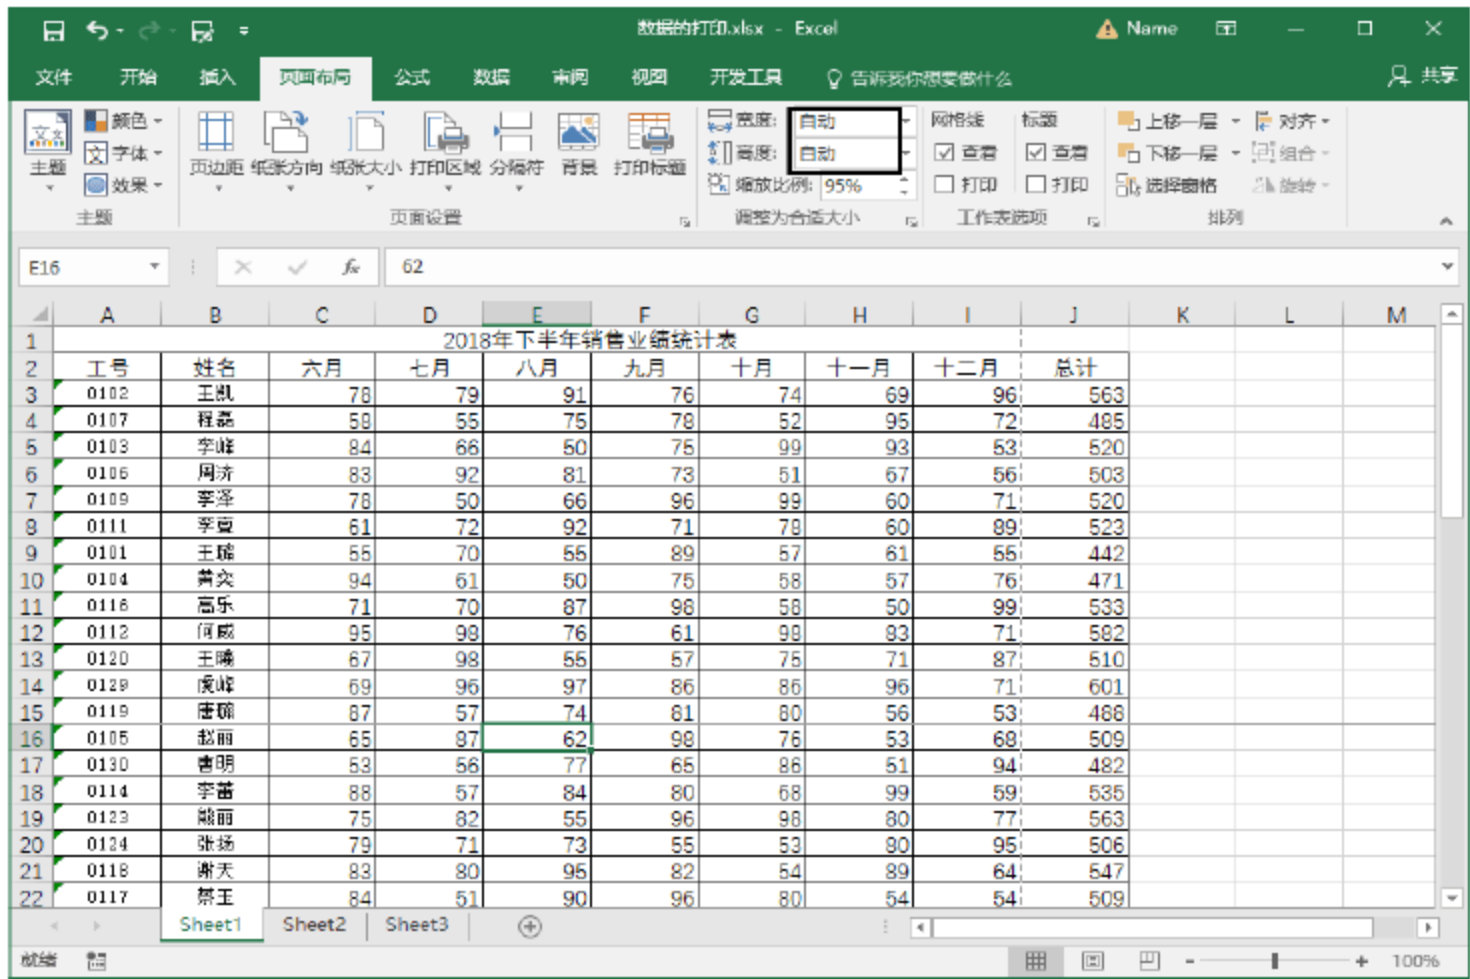 数据的打印.xlsx - Excel Name
文件 开始 插入 页面布局 公式 数据 审阅 视图 开发工具 告诉我你想要做什么 共享
颜色 宽度: 自动 网格线 标题 上移一层 对齐
文文 字体 高度: 自动 查看 查看 下移一层 组合
主题 效果 页边距 纸张方向 纸张大小 打印区域 分隔符 背景 打印标题 缩放比例: 95% 打印 打印 选择窗格 旋转
主题 页面设置 调整为合适大小 工作表选项 排列
E16 fx 62
A B C D E F G H I J K L M
1 2018年下半年销售业绩统计表
2 工号 姓名 六月 七月 八月 九月 十月 十一月 十二月 总计
3 0102 王凯 78 79 91 76 74 69 96 563
4 0107 程磊 58 55 75 78 52 95 72 485
5 0103 李峰 84 66 50 75 99 93 53 520
6 0106 周济 83 92 81 73 51 67 56 503
7 0109 李泽 78 50 66 96 99 60 71 520
8 0111 李 61 72 92 71 78 60 89 523
9 0101 王璐 55 70 55 89 57 61 55 442
10 0104 萧奕 94 61 50 75 58 57 76 471
11 0116 高乐 71 70 87 98 58 50 99 533
12 0112 何威 95 98 76 61 98 83 71 582
13 0120 王曦 67 98 55 57 75 71 87 510
14 0129 虞峰 69 96 97 86 86 96 71 601
15 0119 唐 87 57 74 81 80 56 53 488
16 0105 赵丽 65 87 62 98 76 53 68 509
17 0130 曹明 53 56 77 65 86 51 94 482
18 0114 李蕾 88 57 84 80 68 99 59 535
19 0123 熊丽 75 82 55 96 98 80 77 563
20 0124 张扬 79 71 73 55 53 80 95 506
21 0118 谢天 83 80 95 82 54 89 64 547
22 0117 蔡玉 84 51 90 96 80 54 54 509
Sheet1 Sheet2 Sheet3
就绪 100%